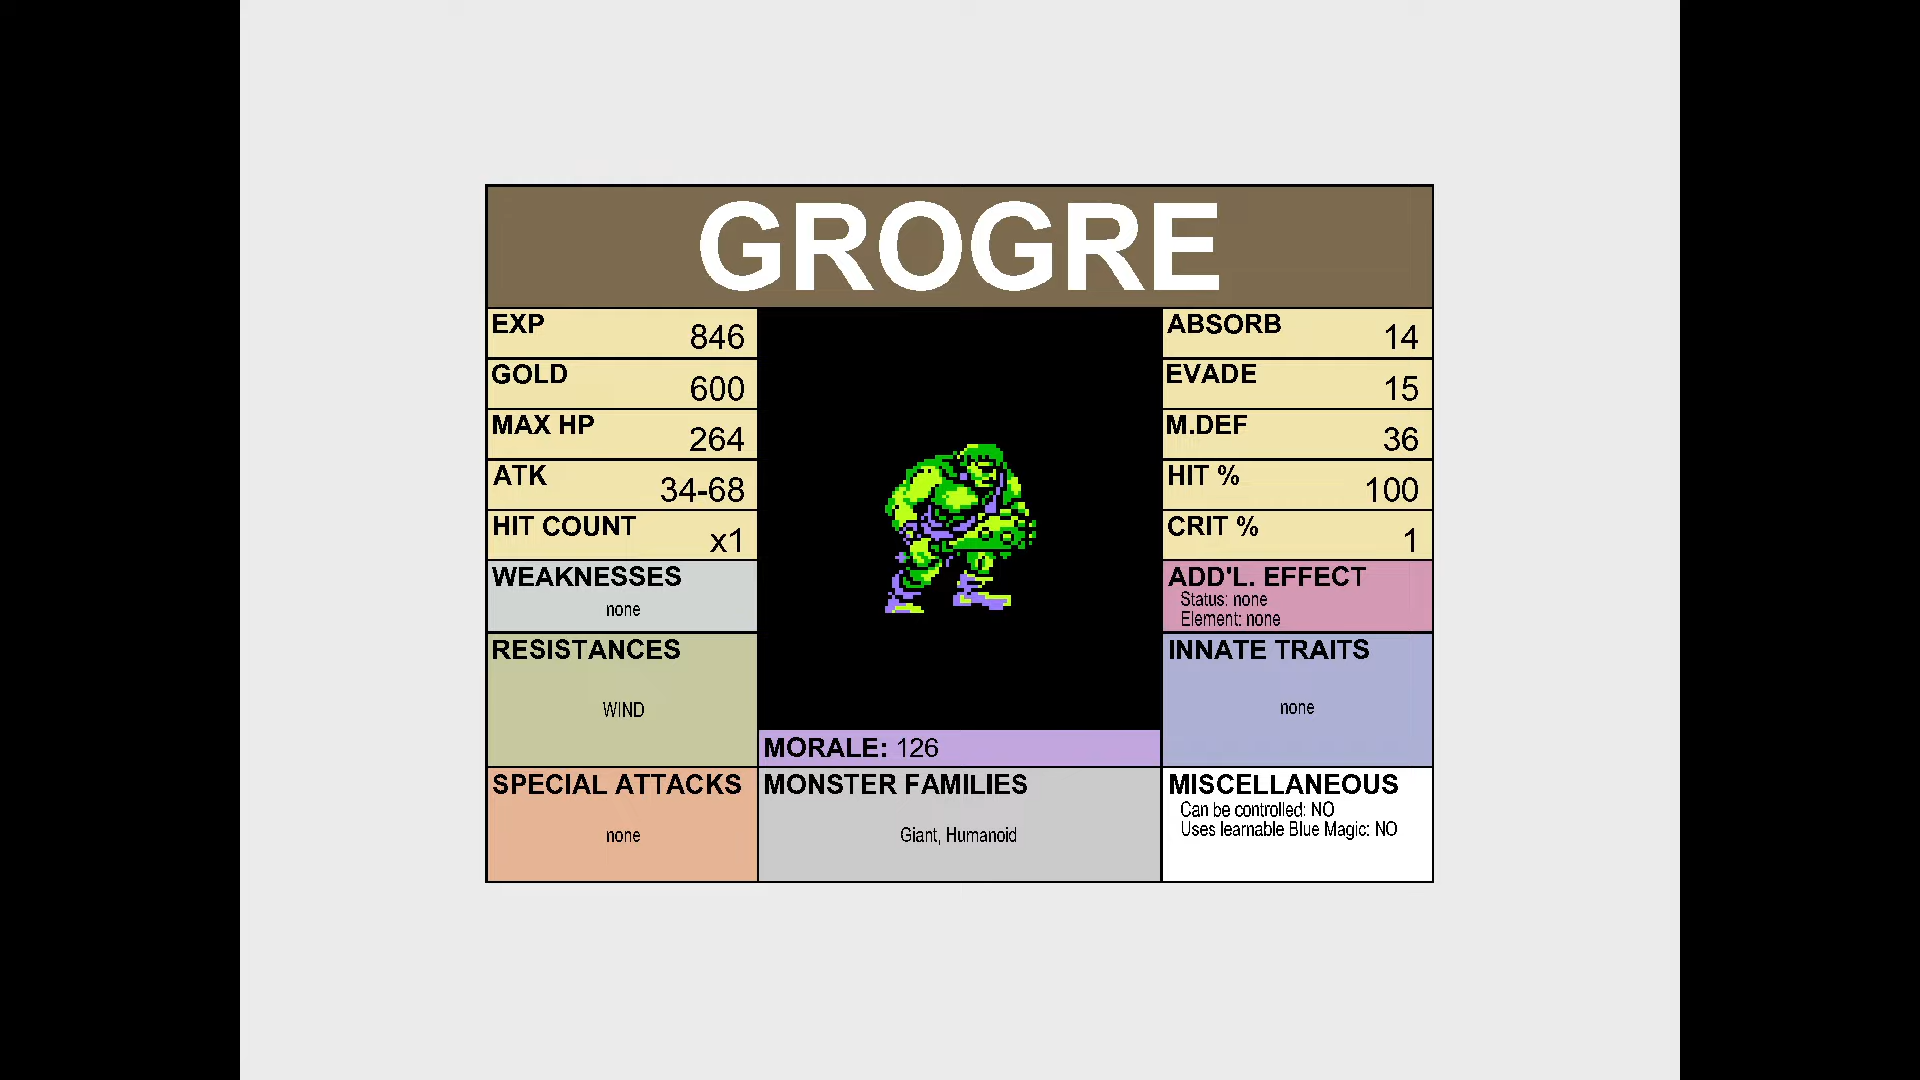 GROGRE
EXP 846
GOLD 600
MAX HP 264
ATK 34-68
HIT COUNT x1
WEAKNESSES
none
RESISTANCES
WIND
SPECIAL ATTACKS
none
MORALE: 126
MONSTER FAMILIES
Giant, Humanoid
ABSORB 14
EVADE 15
M.DEF 36
HIT % 100
CRIT % 1
ADD'L. EFFECT
Status: none
Element: none
INNATE TRAITS
none
MISCELLANEOUS
Can be controlled: NO
Uses learnable Blue Magic: NO